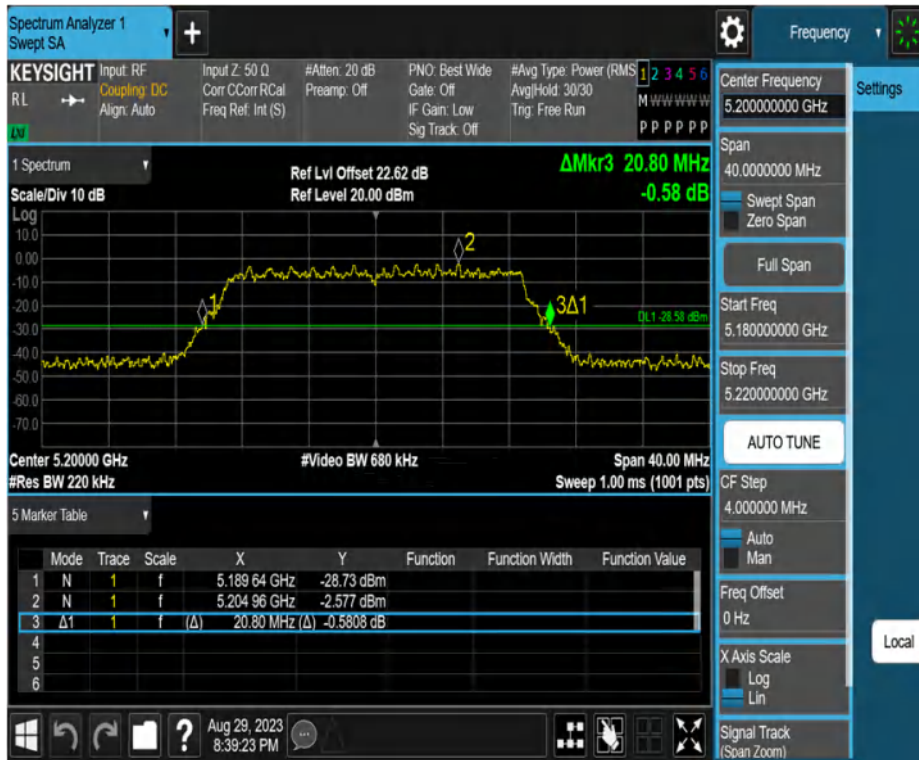 Spectrum Analyzer 1
Swept SA
Frequency
KEYSIGHT Input: RF Input Z: 50 Ω #Atten: 20 dB PNO: Best Wide #Avg Type: Power (RMS 1 2 3 4 5 6
RL Coupling: DC Corr CCorr RCal Preamp: Off Gate: Off Avg|Hold: 30/30 M W W W W W
Align: Auto Freq Ref: Int (S) IF Gain: Low Trig: Free Run
Sig Track: Off P P P P P P
LXI
1 Spectrum Ref Lvl Offset 22.62 dB ΔMkr3 20.80 MHz
Scale/Div 10 dB Ref Level 20.00 dBm -0.58 dB
Log
10.0
0.00
-10.0
-20.0
-30.0
-40.0
-50.0
-60.0
-70.0
2
1
3Δ1
DL1 -28.58 dBm
Center 5.20000 GHz #Video BW 680 kHz Span 40.00 MHz
#Res BW 220 kHz Sweep 1.00 ms (1001 pts)
5 Marker Table
Mode Trace Scale X Y Function Function Width Function Value
1 N 1 f 5.189 64 GHz -28.73 dBm
2 N 1 f 5.204 96 GHz -2.577 dBm
3 Δ1 1 f (Δ) 20.80 MHz (Δ) -0.5808 dB
4
5
6
Aug 29, 2023
8:39:23 PM
Center Frequency
5.200000000 GHz
Span
40.0000000 MHz
Swept Span
Zero Span
Full Span
Start Freq
5.180000000 GHz
Stop Freq
5.220000000 GHz
AUTO TUNE
CF Step
4.000000 MHz
Auto
Man
Freq Offset
0 Hz
X Axis Scale
Log
Lin
Signal Track
(Span Zoom)
Settings
Local